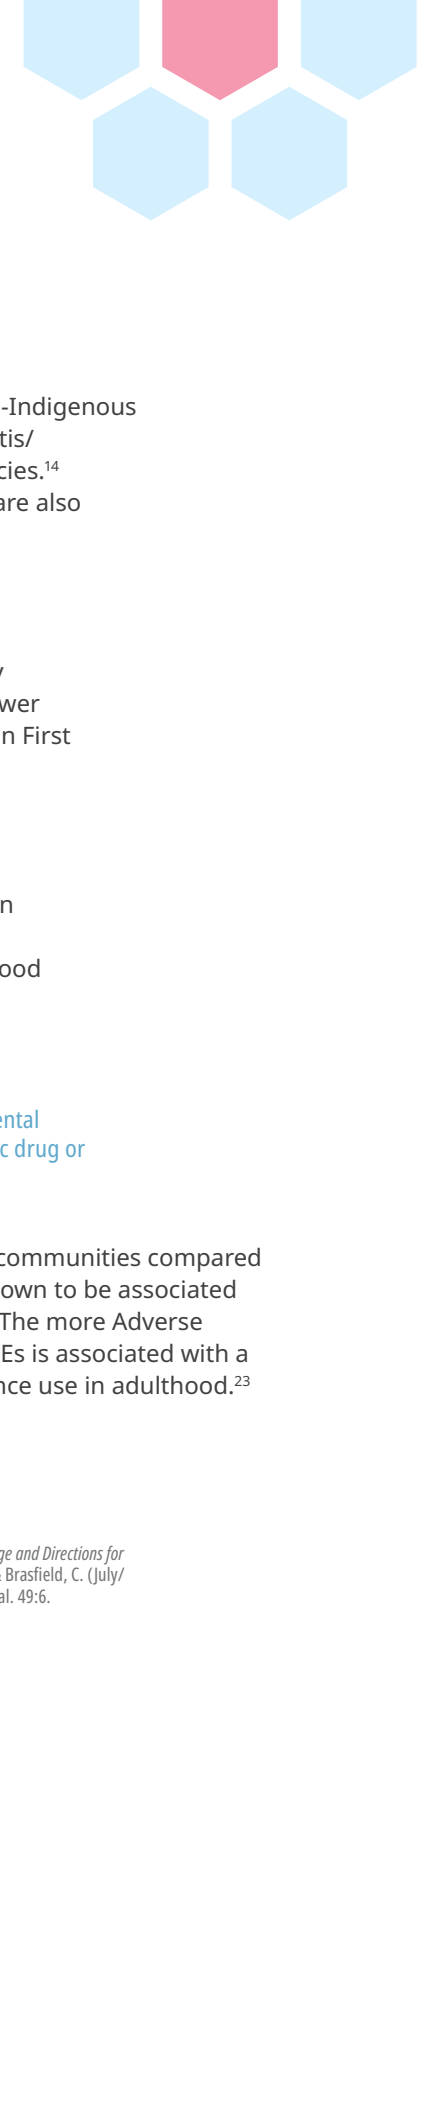 -Indigenous
tis/
cies.14
are also
wer
n First
n
ood
ental
c drug or
communities compared
own to be associated
The more Adverse
Es is associated with a
nce use in adulthood.23
ge and Directions for
Brasfield, C. (July/
al. 49:6.